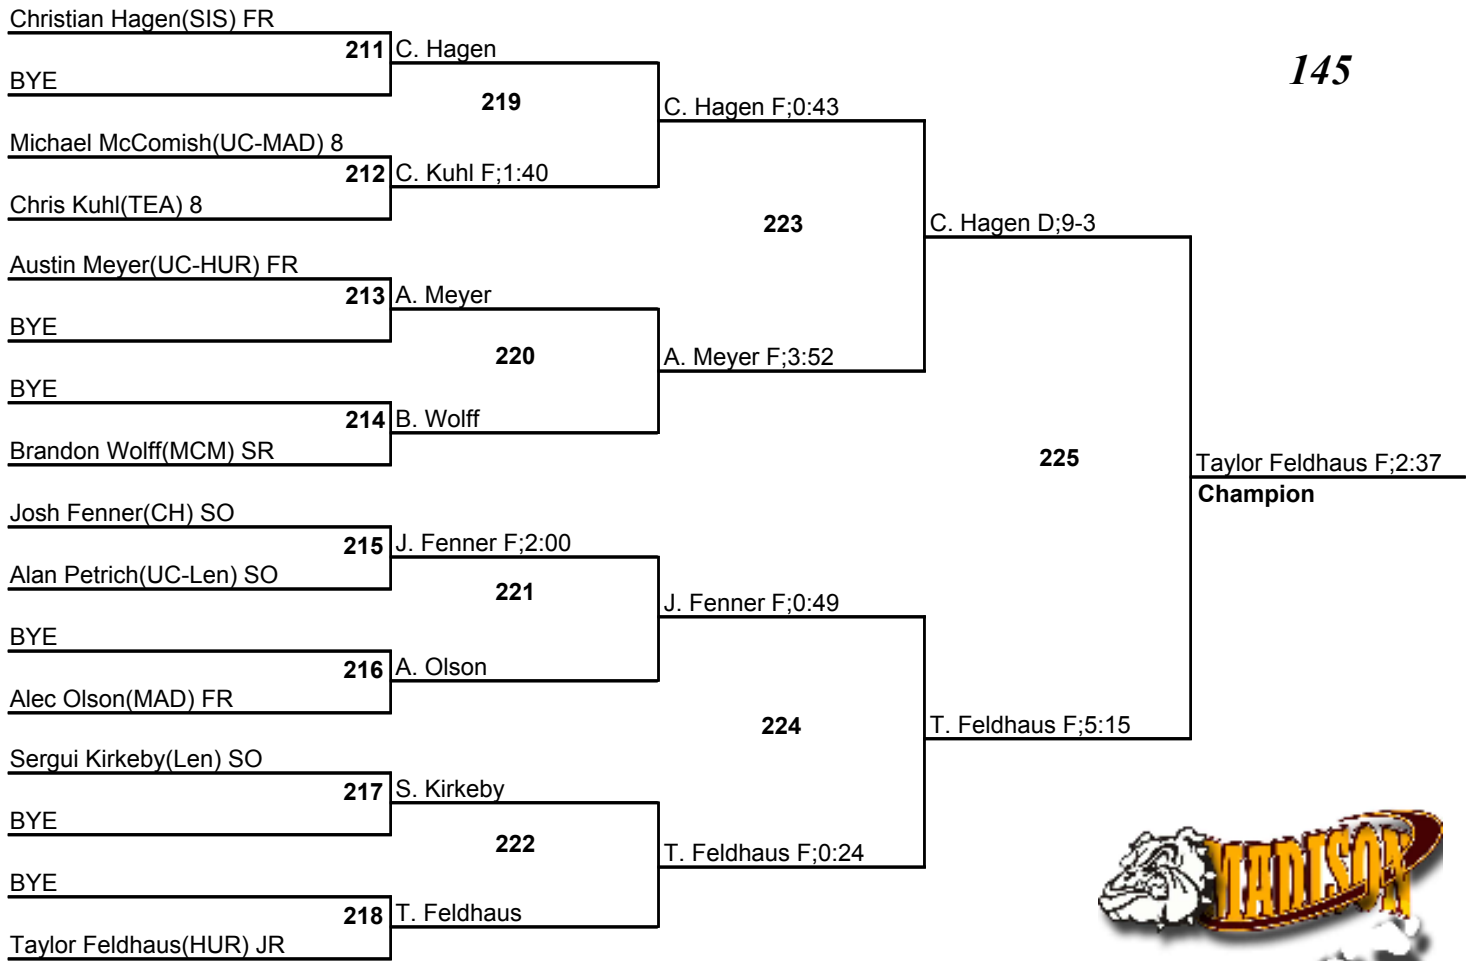 Christian Hagen(SIS) FR
211 C. Hagen
145
BYE
219
C. Hagen F;0:43
Michael McComish(UC-MAD) 8
212 C. Kuhl F;1:40
Chris Kuhl(TEA) 8
223
C. Hagen D;9-3
Austin Meyer(UC-HUR) FR
213 A. Meyer
BYE
220
A. Meyer F;3:52
BYE
214 B. Wolff
Brandon Wolff(MCM) SR
225
Taylor Feldhaus F;2:37
Champion
Josh Fenner(CH) SO
215 J. Fenner F;2:00
Alan Petrich(UC-Len) SO
221
J. Fenner F;0:49
BYE
216 A. Olson
Alec Olson(MAD) FR
224
T. Feldhaus F;5:15
Sergui Kirkeby(Len) SO
217 S. Kirkeby
BYE
222
T. Feldhaus F;0:24
BYE
218 T. Feldhaus
Taylor Feldhaus(HUR) JR
MADISON